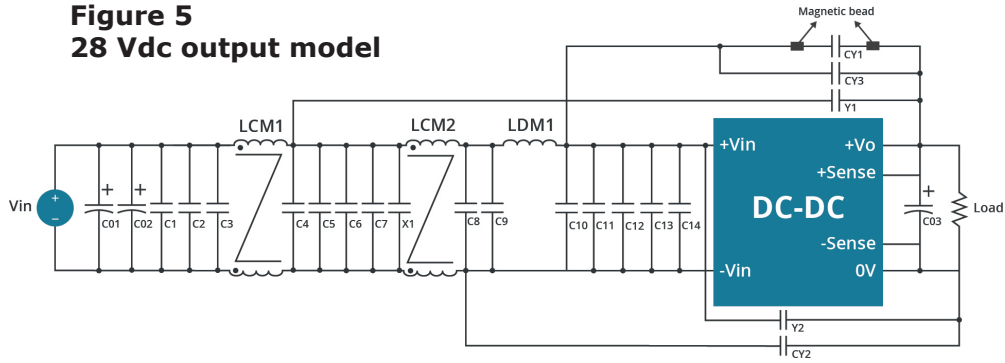 Figure 5
28 Vdc output model
Magnetic bead
CY1
CY3
Y1
LCM1
LCM2
LDM1
+Vin
+Vo
+Sense
DC-DC
-Sense
-Vin
0V
Vin
+
−
+
C01
+
C02
C1
C2
C3
C4
C5
C6
C7
X1
C8
C9
C10
C11
C12
C13
C14
+
C03
Load
Y2
CY2